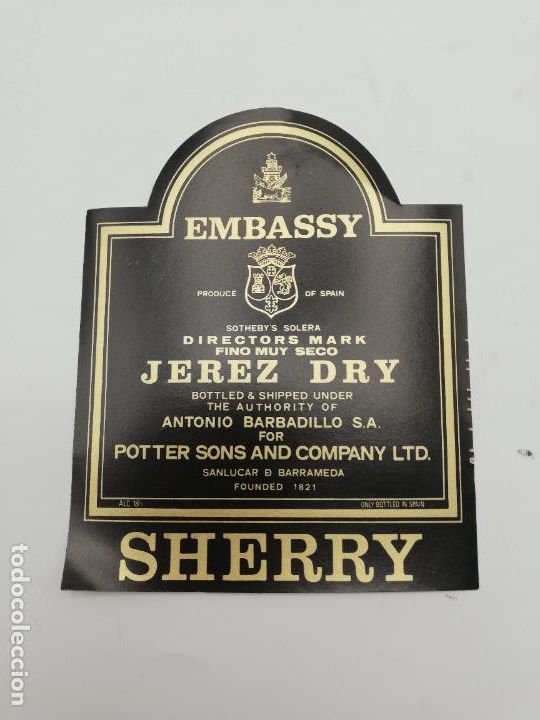 EMBASSY
PRODUCE OF SPAIN
SOTHEBY'S SOLERA
DIRECTORS MARK
FINO MUY SECO
JEREZ DRY
BOTTLED & SHIPPED UNDER
THE AUTHORITY OF
ANTONIO BARBADILLO S.A.
FOR
POTTER SONS AND COMPANY LTD.
SANLUCAR D BARRAMEDA
FOUNDED 1821
ALC. ONLY BOTTLED IN SPAIN
SHERRY
todocoleccion